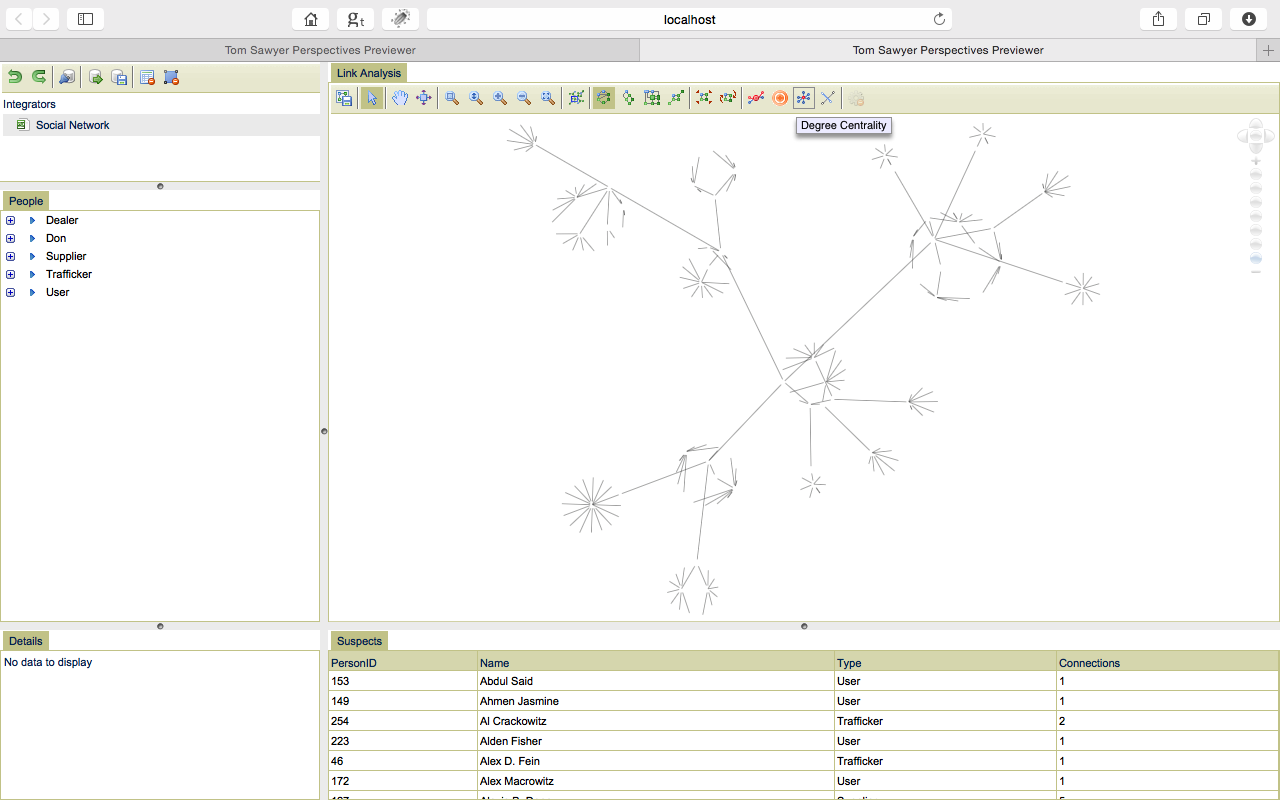 localhost
Tom Sawyer Perspectives Previewer
Tom Sawyer Perspectives Previewer
Integrators
Social Network
People
Dealer
Don
Supplier
Trafficker
User
Link Analysis
Degree Centrality
Details
No data to display
Suspects
PersonID Name Type Connections
153 Abdul Said User 1
149 Ahmen Jasmine User 1
254 Al Crackowitz Trafficker 2
223 Alden Fisher User 1
46 Alex D. Fein Trafficker 1
172 Alex Macrowitz User 1